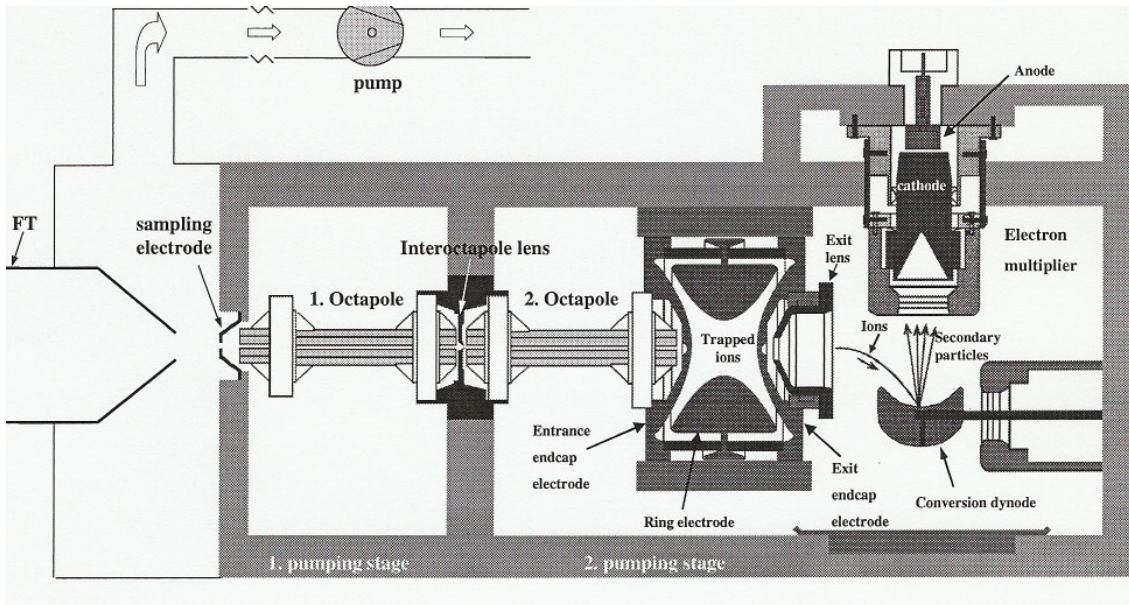 pump
Anode
cathode
FT
sampling
electrode
Interoctapole lens
Exit
lens
Electron
multiplier
1. Octapole
2. Octapole
Trapped
ions
Ions
Secondary
particles
Entrance
endcap
electrode
Ring electrode
Exit
endcap
electrode
Conversion dynode
1. pumping stage
2. pumping stage